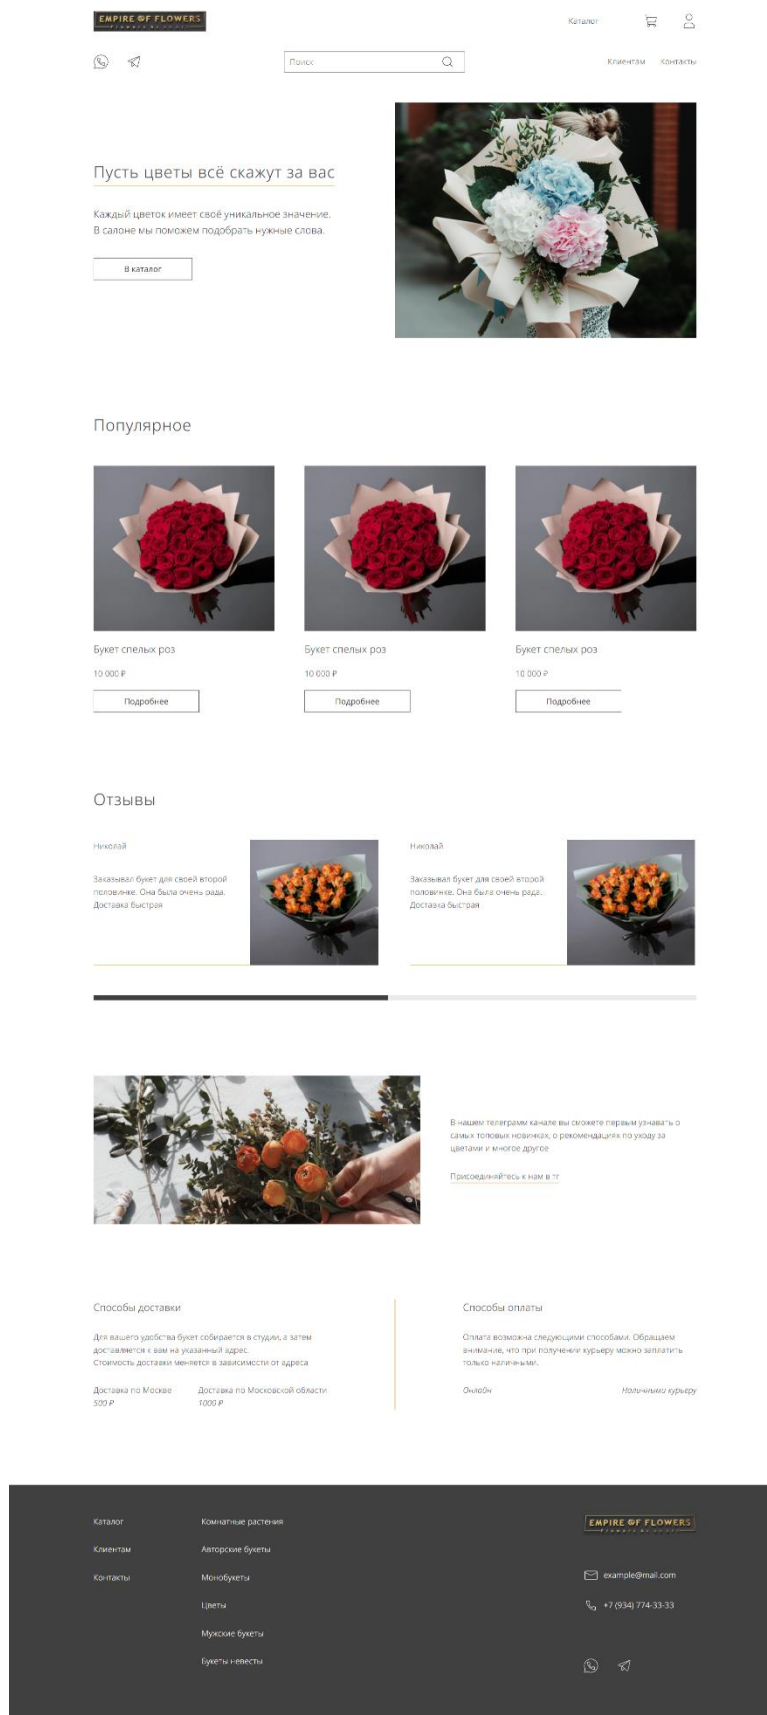 EMPIRE OF FLOWERS
Каталог
Поиск
Клиентам Контакты
Пусть цветы всё скажут за вас
Каждый цветок имеет своё уникальное значение.
В салоне мы поможем подобрать нужные слова.
В каталог
Популярное
Букет спелых роз
10 000 ₽
Подробнее
Букет спелых роз
10 000 ₽
Подробнее
Букет спелых роз
10 000 ₽
Подробнее
Отзывы
Николай
Заказывал букет для своей второй
половинке. Она была очень рада.
Доставка быстрая
Николай
Заказывал букет для своей второй
половинке. Она была очень рада.
Доставка быстрая
В нашем телеграмм канале вы сможете первым узнавать о
самых топовых новинках, о рекомендациях по уходу за
цветами и многое другое
Присоединяйтесь к нам в тг
Способы доставки
Для вашего удобства букет собирается в студии, а затем
доставляется к вам на указанный адрес.
Стоимость доставки меняется в зависимости от адреса
Доставка по Москве
500 ₽
Доставка по Московской области
1000 ₽
Способы оплаты
Оплата возможна следующими способами. Обращаем
внимание, что при получении курьеру можно заплатить
только наличными.
Онлайн Наличными курьеру
Каталог
Клиентам
Контакты
Комнатные растения
Авторские букеты
Монобукеты
Цветы
Мужские букеты
Букеты невесты
EMPIRE OF FLOWERS
example@mail.com
+7 (934) 774-33-33